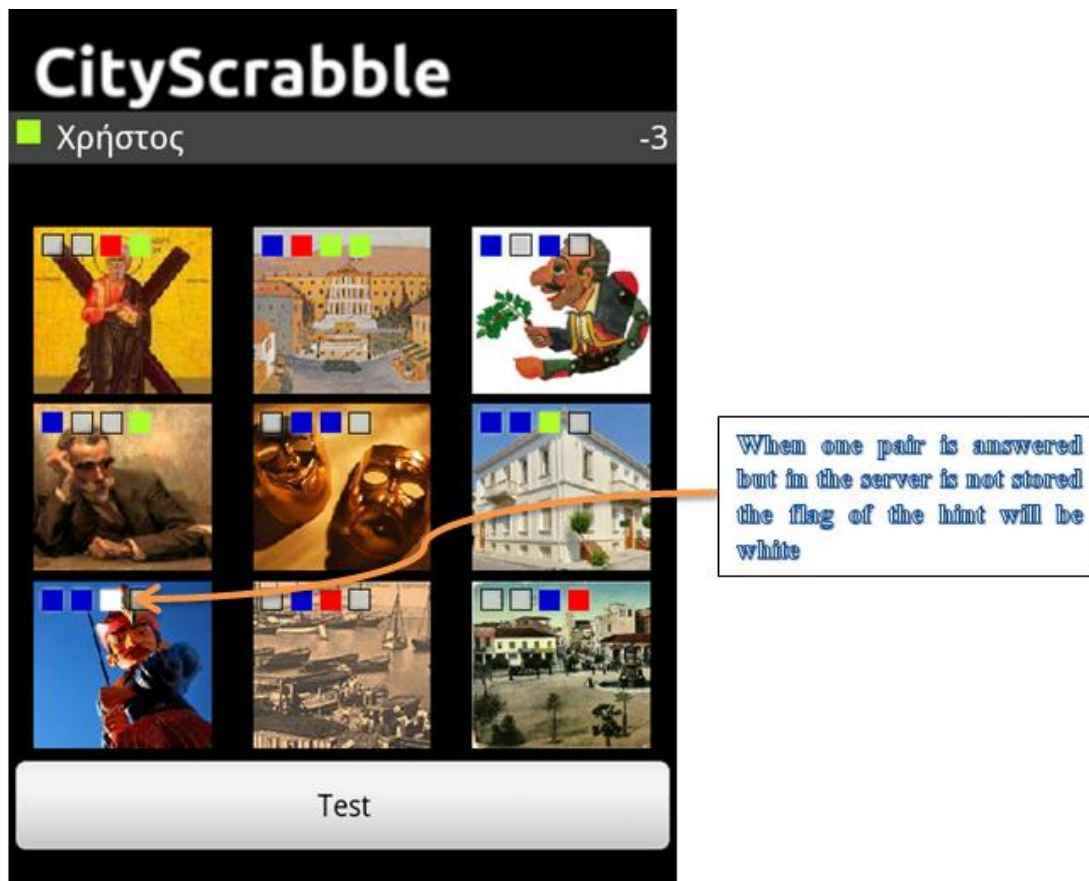 CityScrabble
Χρήστος -3
When one pair is answered
but in the server is not stored
the flag of the hint will be
white
Test